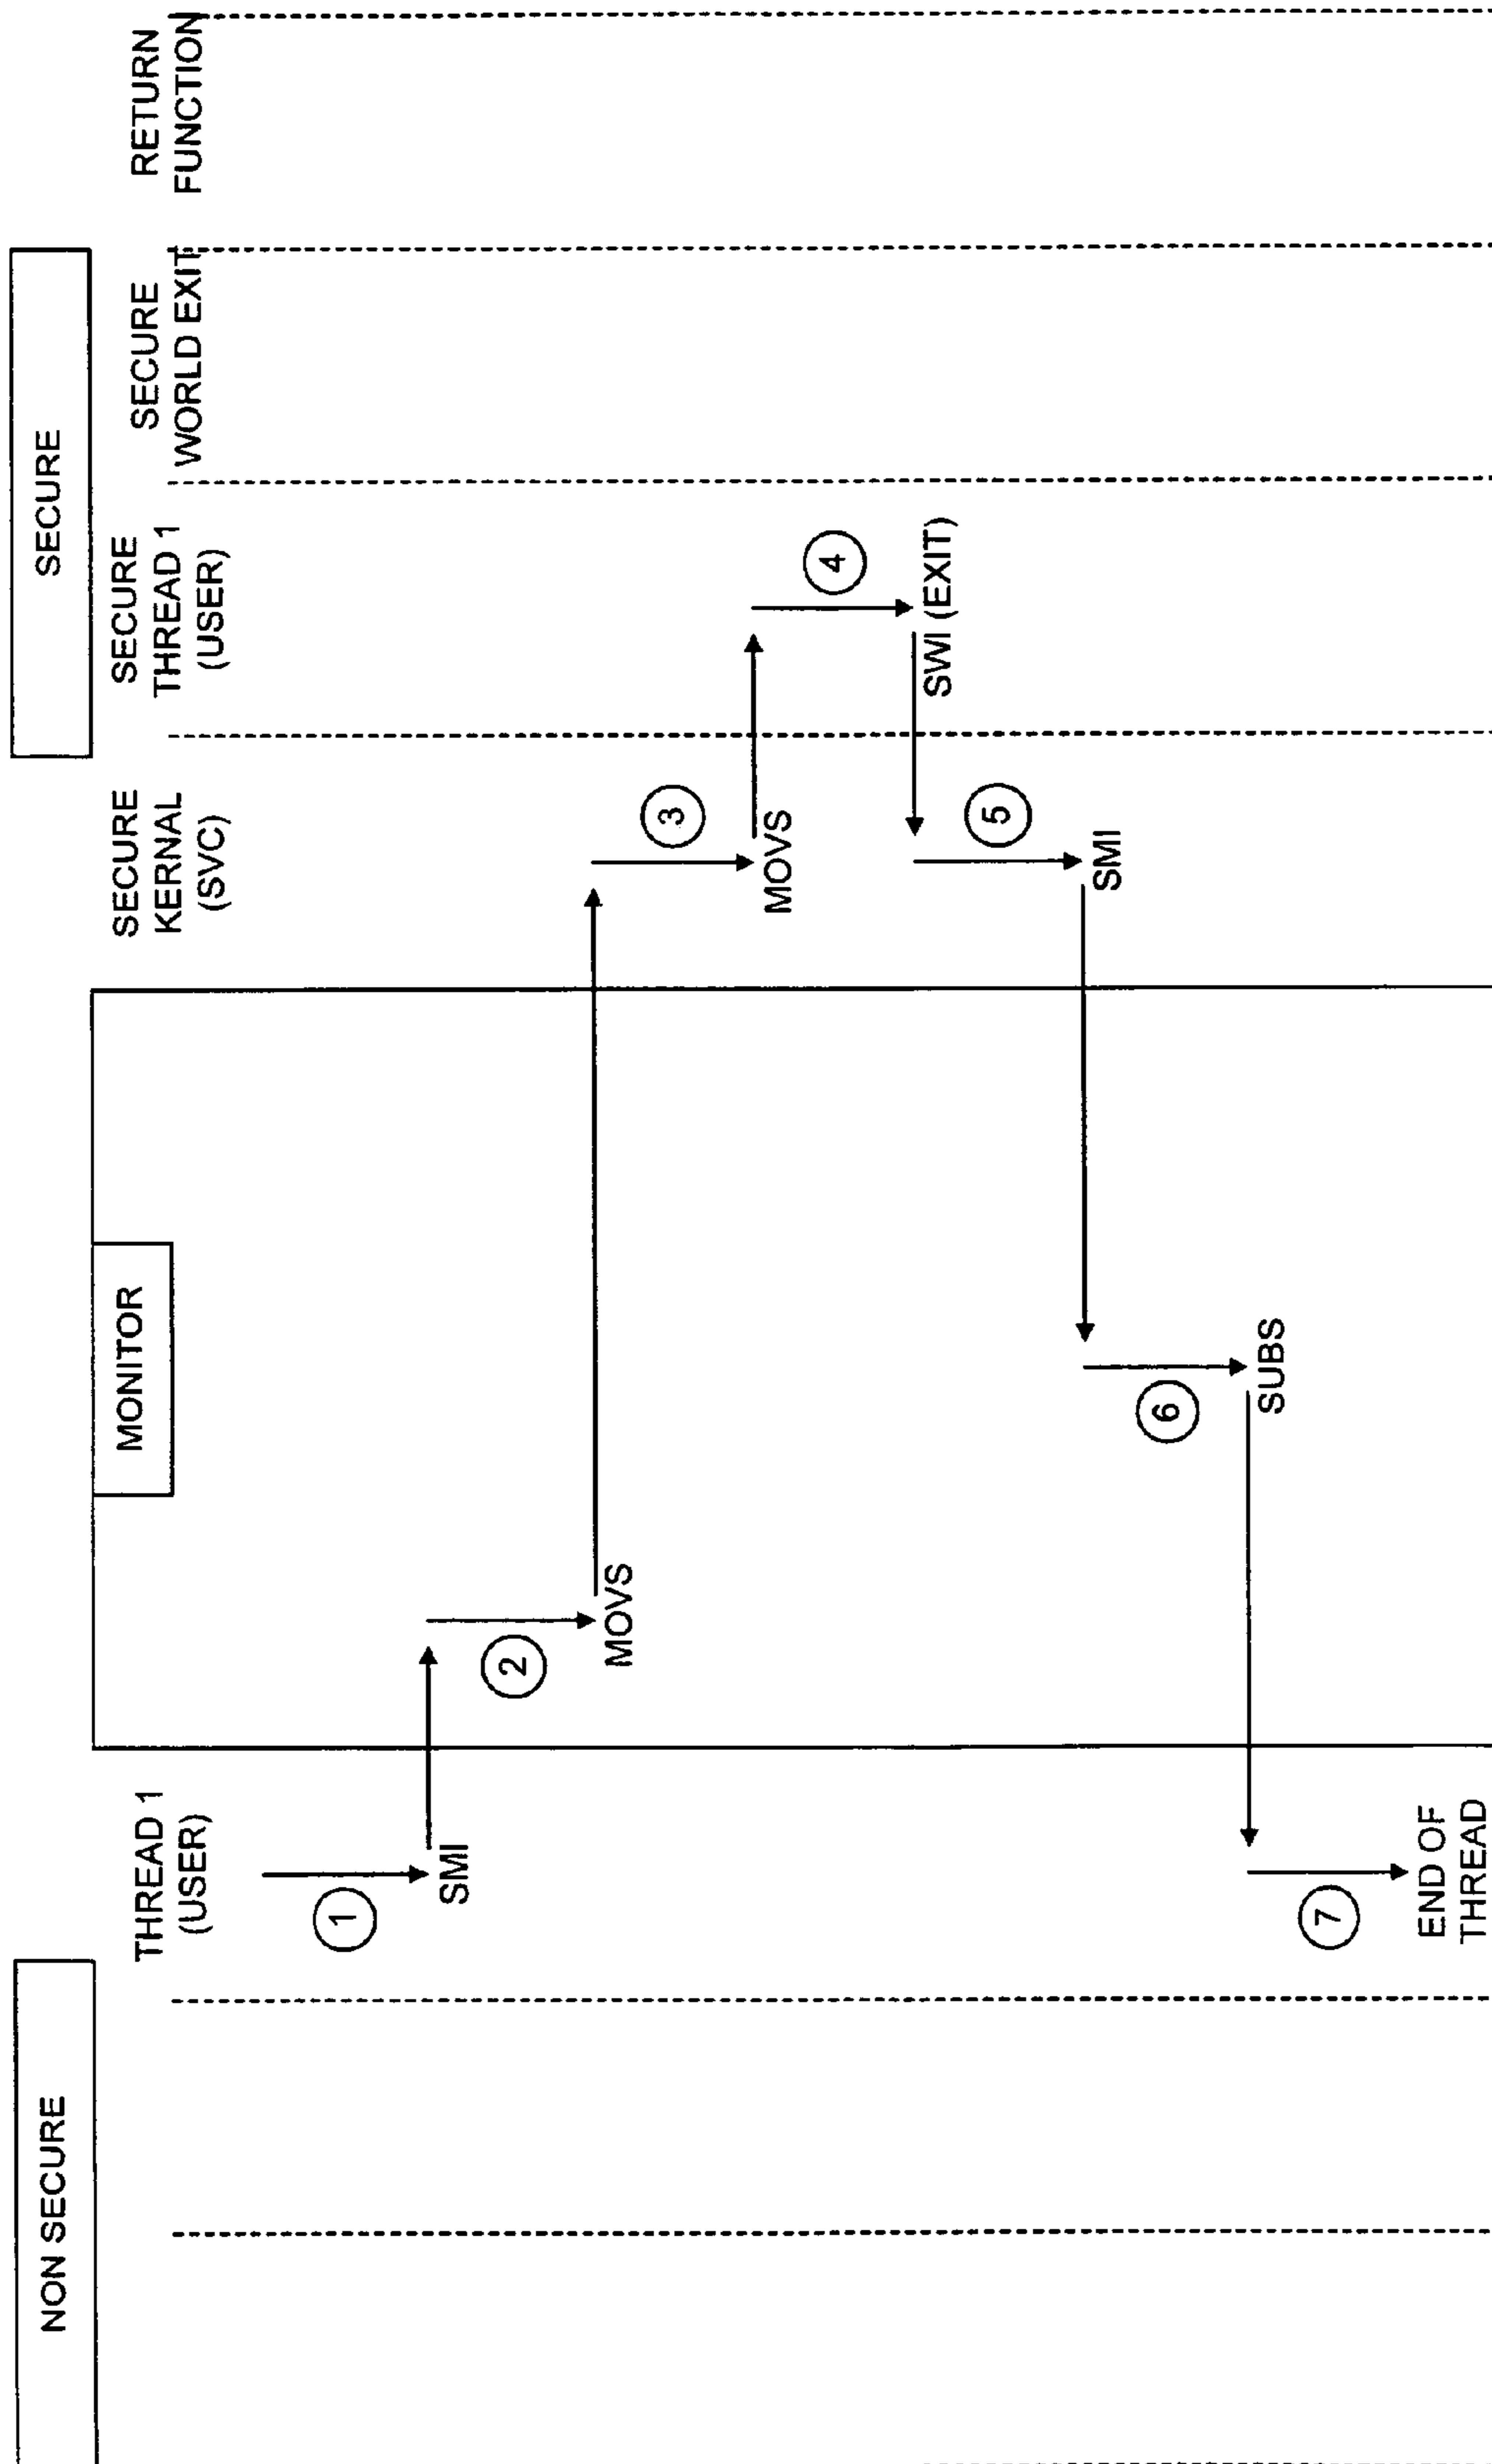 NON SECURE
MONITOR
SECURE
THREAD 1
(USER)
SECURE
KERNAL
(SVC)
SECURE
THREAD 1
(USER)
SECURE
WORLD EXIT
RETURN
FUNCTION
1
SMI
2
MOVS
3
MOVS
4
SWI (EXIT)
5
SMI
6
SUBS
7
END OF
THREAD